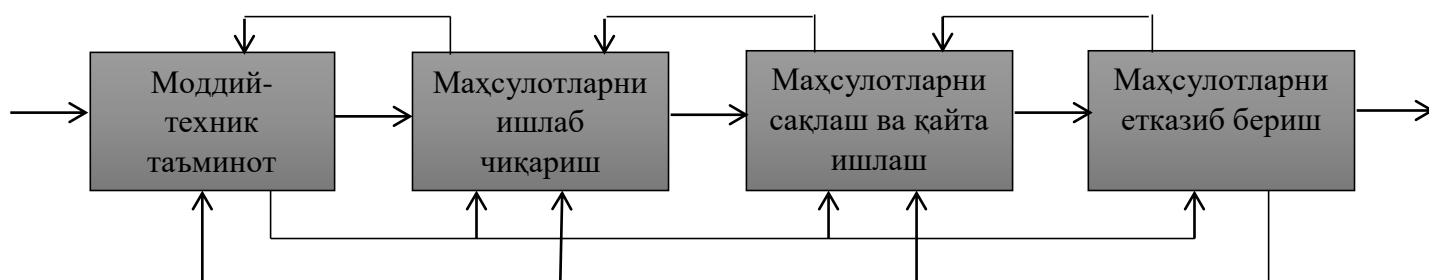 Моддий-
техник
таъминот
Маҳсулотларни
ишлаб
чиқариш
Маҳсулотларни
сақлаш ва қайта
ишлаш
Маҳсулотларни
етказиб бериш